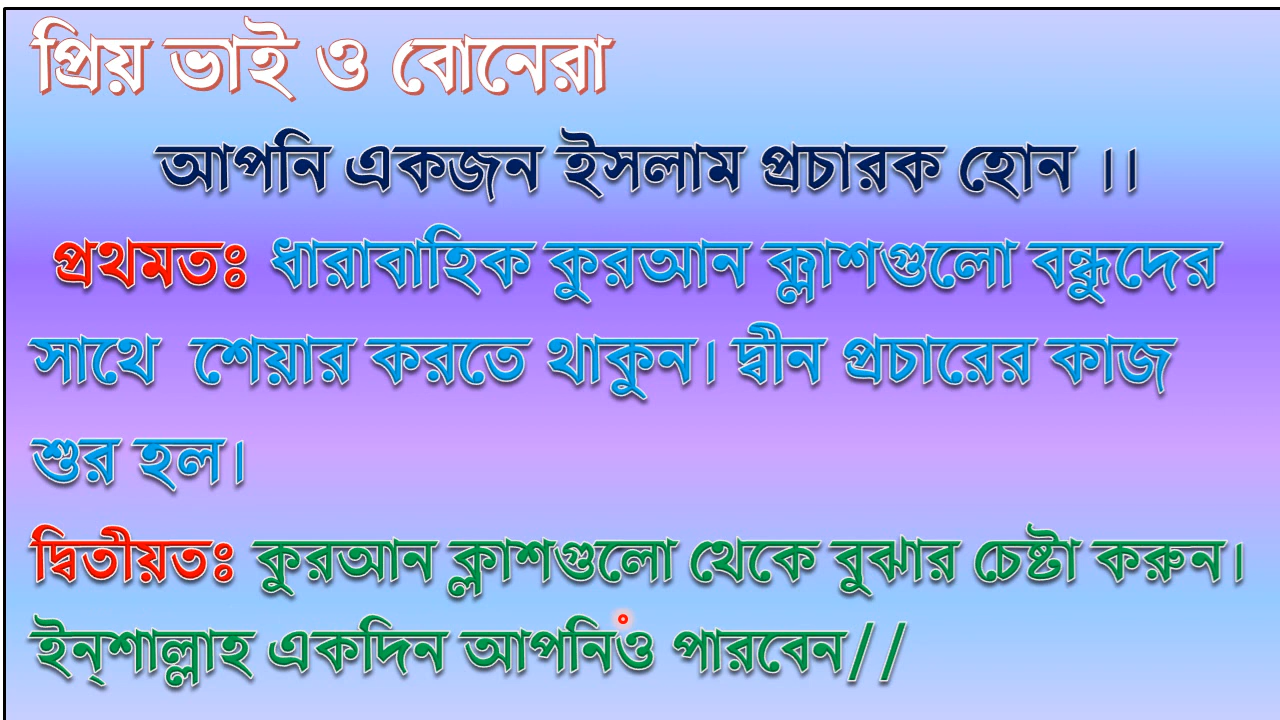 প্রিয় ভাই ও বোনেরা
আপনি একজন ইসলাম প্রচারক হোন ।।
প্রথমতঃ ধারাবাহিক কুরআন ক্লাশগুলো বন্ধুদের
সাথে শেয়ার করতে থাকুন। দ্বীন প্রচারের কাজ
শুর হল।
দ্বিতীয়তঃ কুরআন ক্লাশগুলো থেকে বুঝার চেষ্টা করুন।
ইন্‌শাল্লাহ একদিন আপনিও পারবেন//